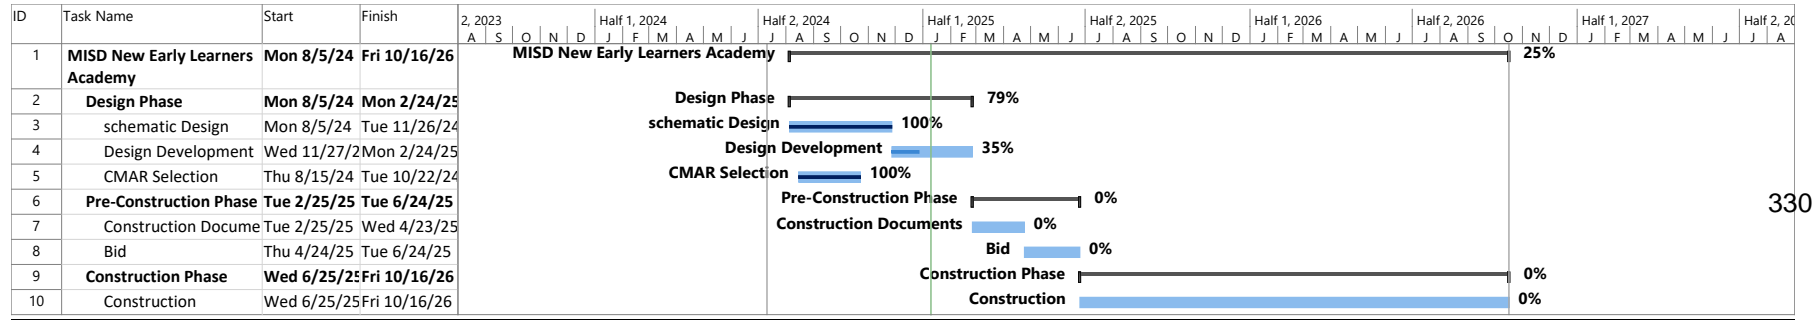 ID Task Name Start Finish
2, 2023 Half 1, 2024 Half 2, 2024 Half 1, 2025 Half 2, 2025 Half 1, 2026 Half 2, 2026 Half 1, 2027 Half 2, 20
A S O N D J F M A M J J A S O N D J F M A M J J A S O N D J F M A M J J A S O N D J F M A M J J A
1 MISD New Early Learners Mon 8/5/24 Fri 10/16/26 MISD New Early Learners Academy 25%
Academy
2 Design Phase Mon 8/5/24 Mon 2/24/25 Design Phase 79%
3 schematic Design Mon 8/5/24 Tue 11/26/24 schematic Design 100%
4 Design Development Wed 11/27/2 Mon 2/24/25 Design Development 35%
5 CMAR Selection Thu 8/15/24 Tue 10/22/24 CMAR Selection 100%
6 Pre-Construction Phase Tue 2/25/25 Tue 6/24/25 Pre-Construction Phase 0%
330
7 Construction Docume Tue 2/25/25 Wed 4/23/25 Construction Documents 0%
8 Bid Thu 4/24/25 Tue 6/24/25 Bid 0%
9 Construction Phase Wed 6/25/25 Fri 10/16/26 Construction Phase 0%
10 Construction Wed 6/25/25 Fri 10/16/26 Construction 0%